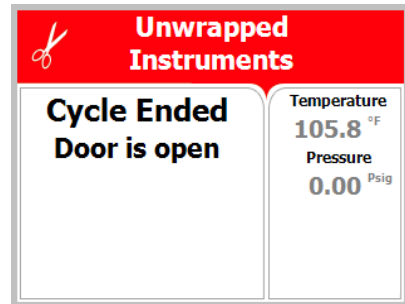 Unwrapped
Instruments
Cycle Ended
Door is open
Temperature
105.8 °F
Pressure
0.00 Psig